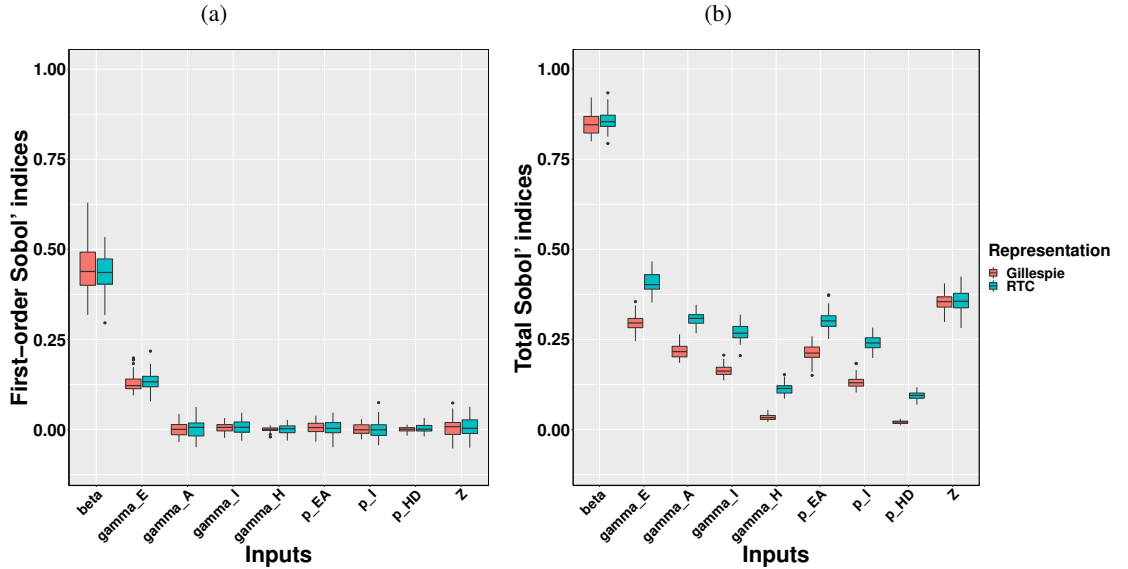 (a)
First−order Sobol' indices
1.00
0.75
0.50
0.25
0.00
beta
gamma_E
gamma_A
gamma_I
gamma_H
p_EA
p_I
p_HD
Z
Inputs
(b)
Total Sobol' indices
1.00
0.75
0.50
0.25
0.00
beta
gamma_E
gamma_A
gamma_I
gamma_H
p_EA
p_I
p_HD
Z
Inputs
Representation
Gillespie
RTC